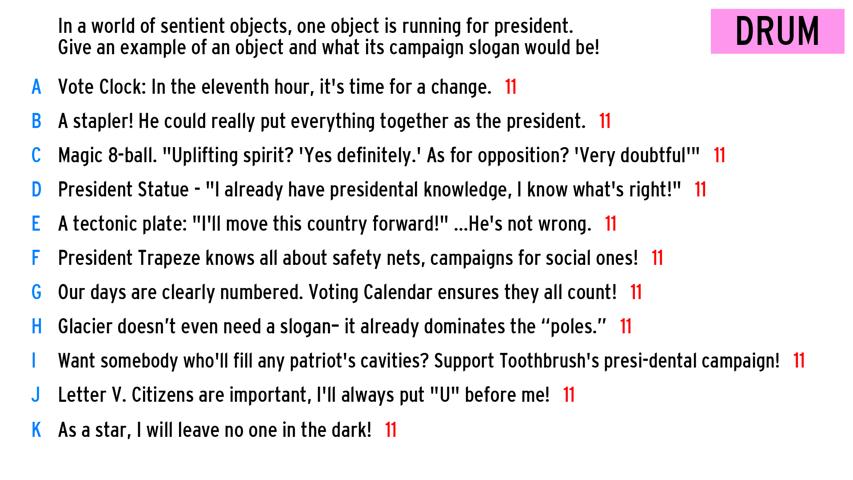 In a world of sentient objects, one object is running for president.
Give an example of an object and what its campaign slogan would be!
DRUM
A Vote Clock: In the eleventh hour, it's time for a change. 11
B A stapler! He could really put everything together as the president. 11
C Magic 8-ball. "Uplifting spirit? 'Yes definitely.' As for opposition? 'Very doubtful'" 11
D President Statue - "I already have presidental knowledge, I know what's right!" 11
E A tectonic plate: "I'll move this country forward!" ...He's not wrong. 11
F President Trapeze knows all about safety nets, campaigns for social ones! 11
G Our days are clearly numbered. Voting Calendar ensures they all count! 11
H Glacier doesn’t even need a slogan– it already dominates the “poles.” 11
I Want somebody who'll fill any patriot's cavities? Support Toothbrush's presi-dental campaign! 11
J Letter V. Citizens are important, I'll always put "U" before me! 11
K As a star, I will leave no one in the dark! 11